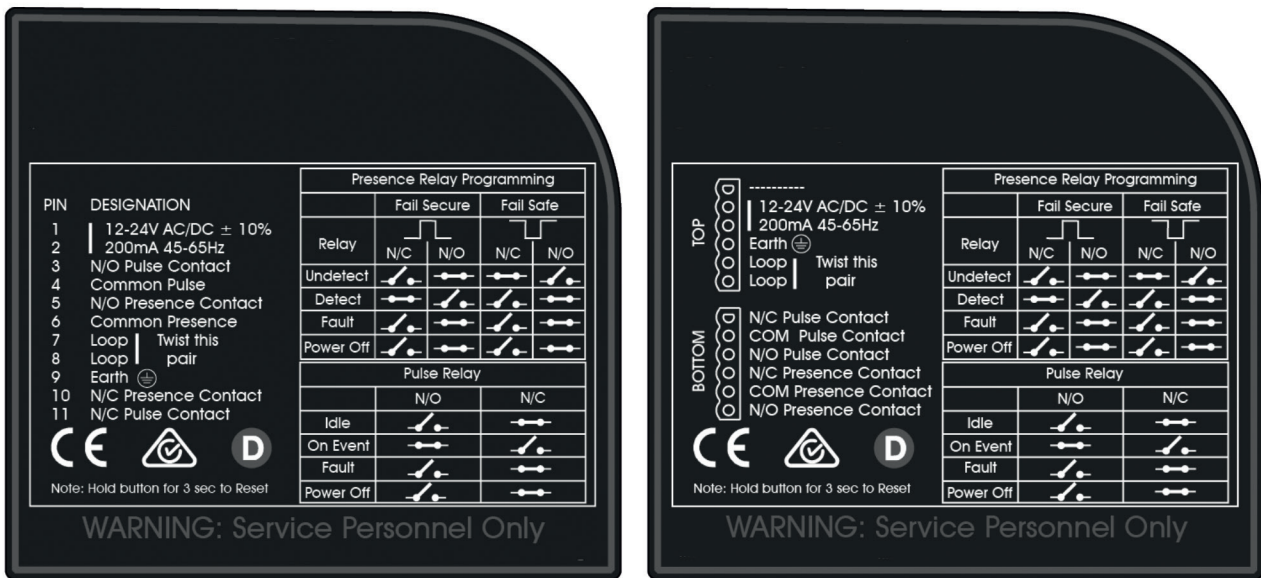 PIN DESIGNATION
1 12-24V AC/DC ± 10%
2 200mA 45-65Hz
3 N/O Pulse Contact
4 Common Pulse
5 N/O Presence Contact
6 Common Presence
7 Loop Twist this
8 Loop pair
9 Earth
10 N/C Presence Contact
11 N/C Pulse Contact
CE D
Note: Hold button for 3 sec to Reset
Presence Relay Programming
Fail Secure Fail Safe
Relay N/C N/O N/C N/O
Undetect
Detect
Fault
Power Off
Pulse Relay
N/O N/C
Idle
On Event
Fault
Power Off
WARNING: Service Personnel Only
TOP
----------
12-24V AC/DC ± 10%
200mA 45-65Hz
Earth
Loop Twist this
Loop pair
BOTTOM
N/C Pulse Contact
COM Pulse Contact
N/O Pulse Contact
N/C Presence Contact
COM Presence Contact
N/O Presence Contact
CE D
Note: Hold button for 3 sec to Reset
Presence Relay Programming
Fail Secure Fail Safe
Relay N/C N/O N/C N/O
Undetect
Detect
Fault
Power Off
Pulse Relay
N/O N/C
Idle
On Event
Fault
Power Off
WARNING: Service Personnel Only